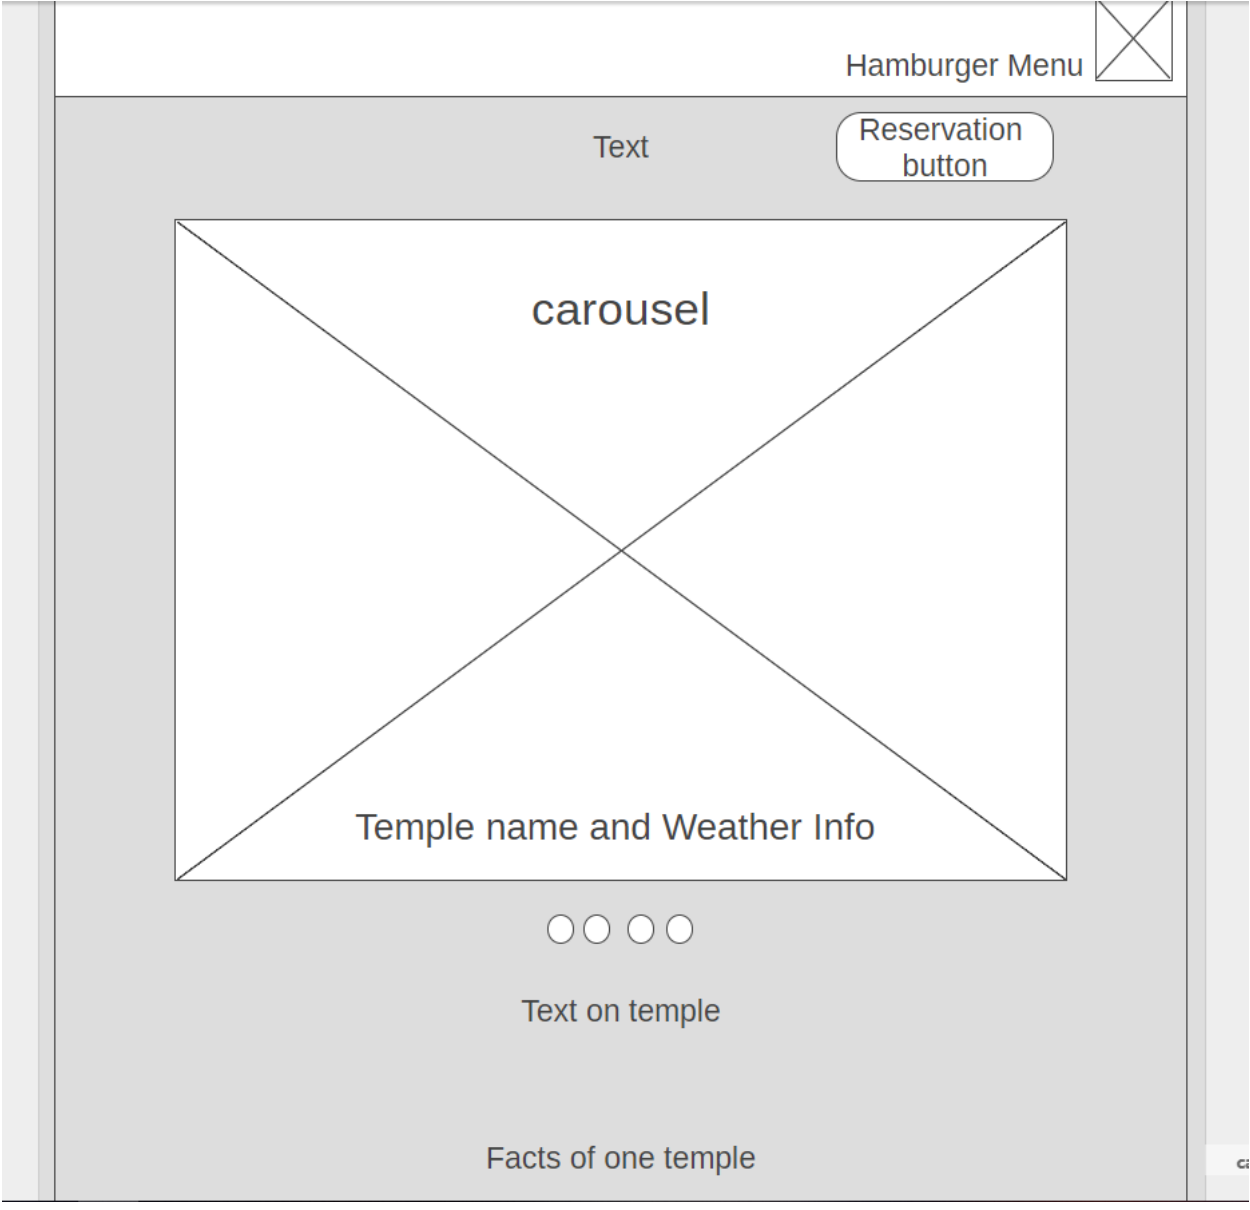 Hamburger Menu
Text
Reservation
button
carousel
Temple name and Weather Info
Text on temple
Facts of one temple